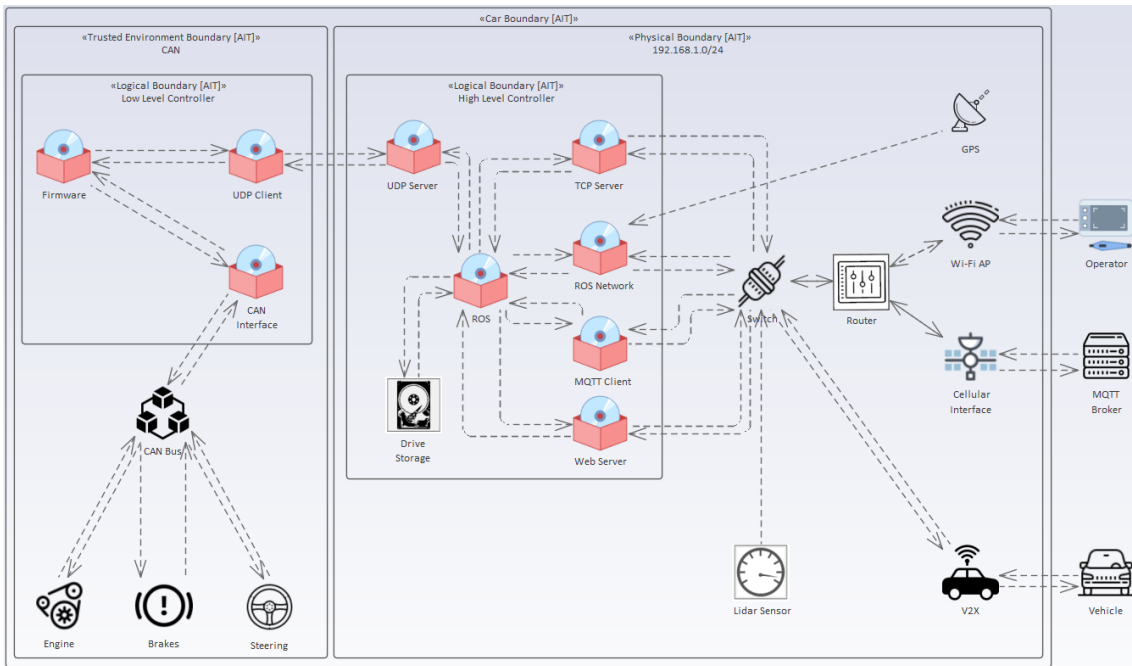 «Car Boundary [AIT]»
«Trusted Environment Boundary [AIT]»
CAN
«Physical Boundary [AIT]»
192.168.1.0/24
«Logical Boundary [AIT]»
Low Level Controller
«Logical Boundary [AIT]»
High Level Controller
Firmware
UDP Client
UDP Server
TCP Server
GPS
CAN
Interface
ROS
ROS Network
Switch
Router
Wi-Fi AP
Operator
MQTT Client
Cellular
Interface
MQTT
Broker
CAN Bus
Drive
Storage
Web Server
Engine
Brakes
Steering
Lidar Sensor
V2X
Vehicle